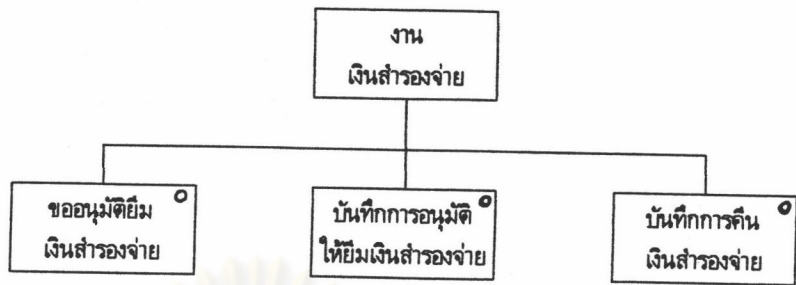 งาน
เงินสำรองจ่าย
ขออนุมัติยืม o
เงินสำรองจ่าย
บันทึกการอนุมัติ o
ให้ยืมเงินสำรองจ่าย
บันทึกการคืน o
เงินสำรองจ่าย